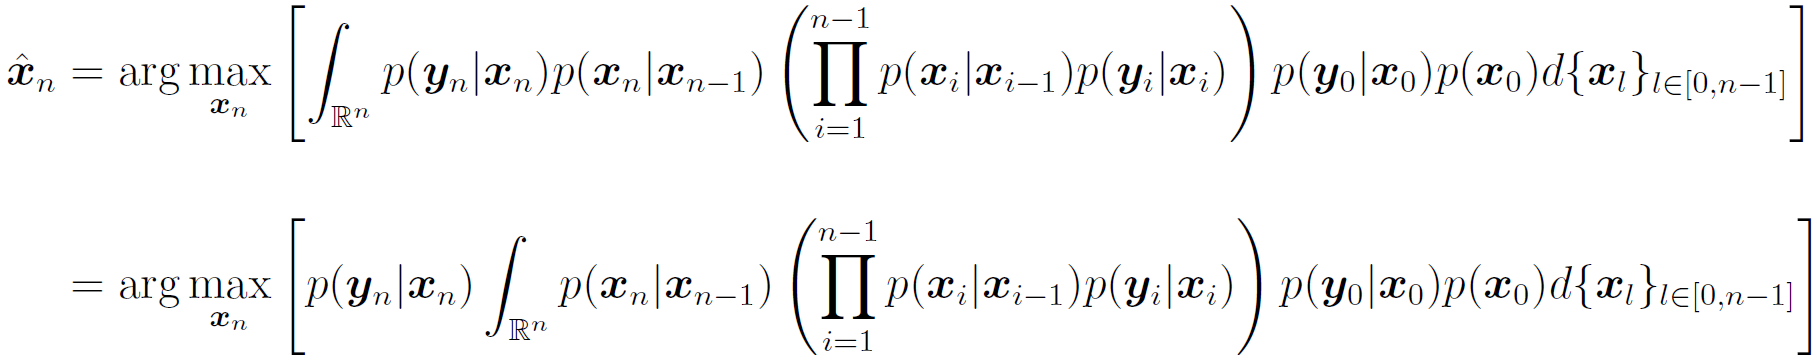 $\hat{\boldsymbol{x}}_n = \arg\max_{\boldsymbol{x}_n} \left[ \int_{\mathbb{R}^n} p(\boldsymbol{y}_n|\boldsymbol{x}_n) p(\boldsymbol{x}_n|\boldsymbol{x}_{n-1}) \left( \prod_{i=1}^{n-1} p(\boldsymbol{x}_i|\boldsymbol{x}_{i-1}) p(\boldsymbol{y}_i|\boldsymbol{x}_i) \right) p(\boldsymbol{y}_0|\boldsymbol{x}_0) p(\boldsymbol{x}_0) d\{\boldsymbol{x}_l\}_{l\in[0,n-1]} \right]$
$= \arg\max_{\boldsymbol{x}_n} \left[ p(\boldsymbol{y}_n|\boldsymbol{x}_n) \int_{\mathbb{R}^n} p(\boldsymbol{x}_n|\boldsymbol{x}_{n-1}) \left( \prod_{i=1}^{n-1} p(\boldsymbol{x}_i|\boldsymbol{x}_{i-1}) p(\boldsymbol{y}_i|\boldsymbol{x}_i) \right) p(\boldsymbol{y}_0|\boldsymbol{x}_0) p(\boldsymbol{x}_0) d\{\boldsymbol{x}_l\}_{l\in[0,n-1]} \right]$